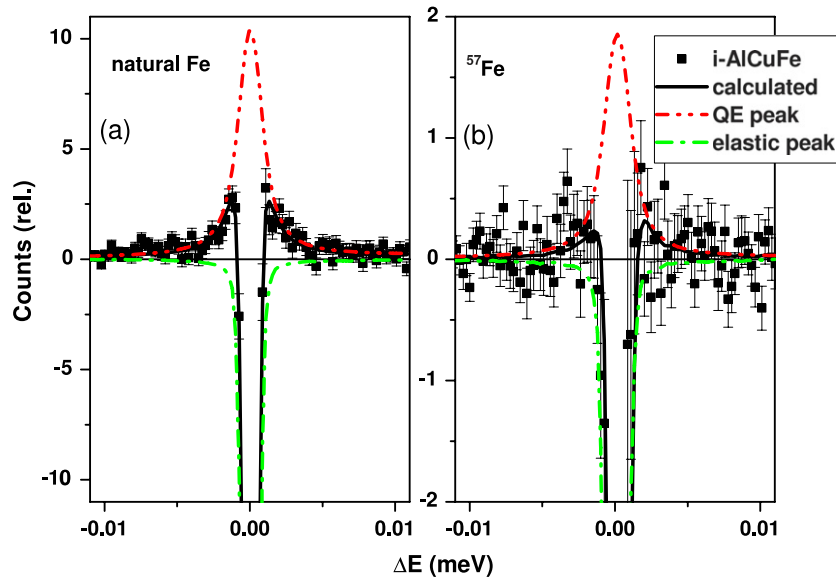 natural Fe
(a)
10
5
0
-5
-10
-0.01
0.00
0.01
Counts (rel.)
⁵⁷Fe
(b)
2
1
0
-1
-2
-0.01
0.00
0.01
i-AlCuFe
calculated
QE peak
elastic peak
ΔE (meV)